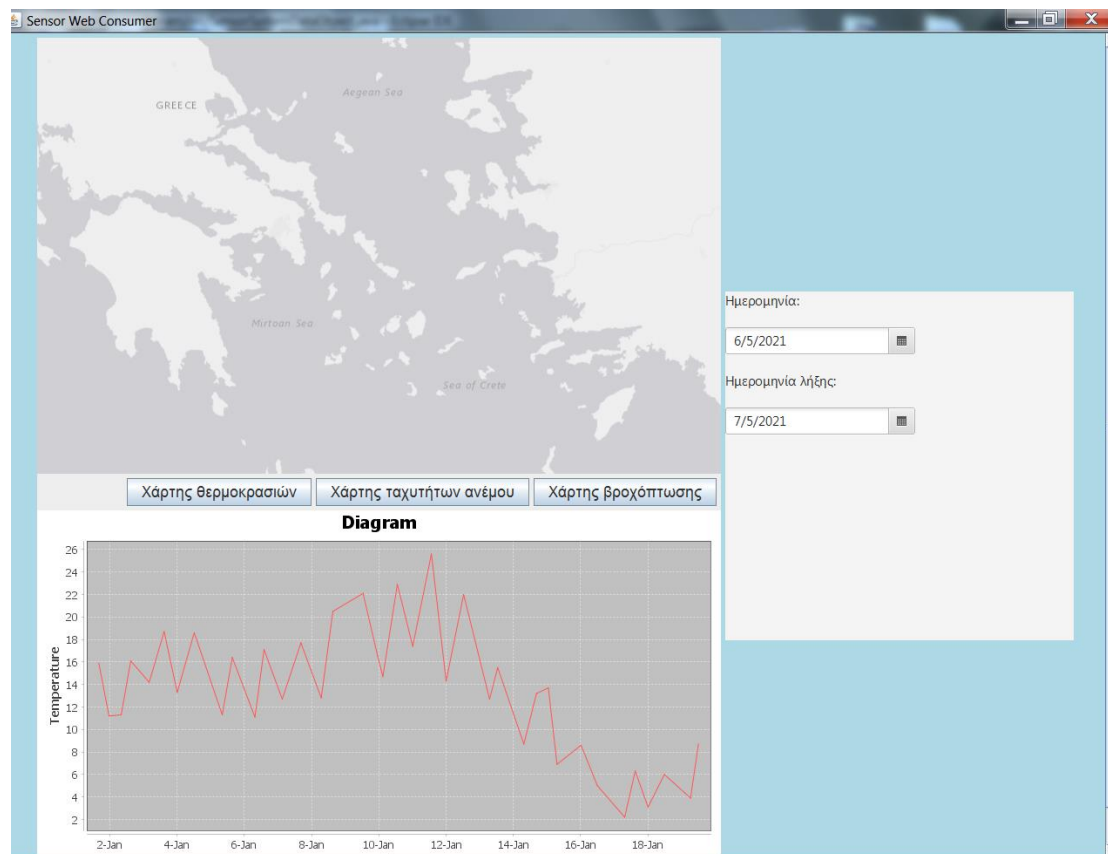 Sensor Web Consumer
GREECE
Aegean Sea
Mirtoan Sea
Sea of Crete
Ημερομηνία:
6/5/2021
Ημερομηνία λήξης:
7/5/2021
Χάρτης θερμοκρασιών
Χάρτης ταχυτήτων ανέμου
Χάρτης βροχόπτωσης
Diagram
Temperature
26
24
22
20
18
16
14
12
10
8
6
4
2
2-Jan 4-Jan 6-Jan 8-Jan 10-Jan 12-Jan 14-Jan 16-Jan 18-Jan